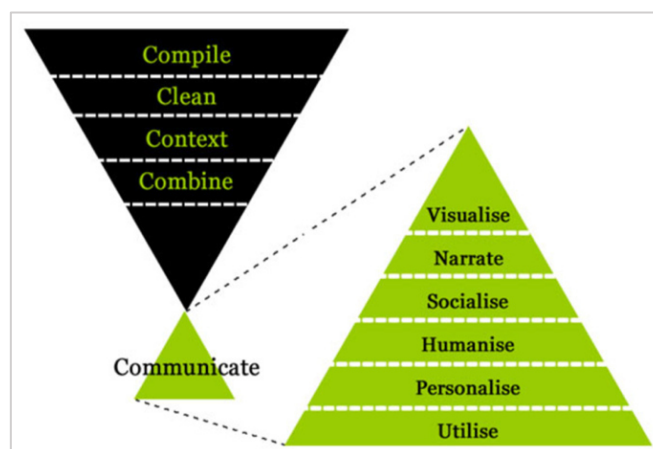 Compile
Clean
Context
Combine
Communicate
Visualise
Narrate
Socialise
Humanise
Personalise
Utilise